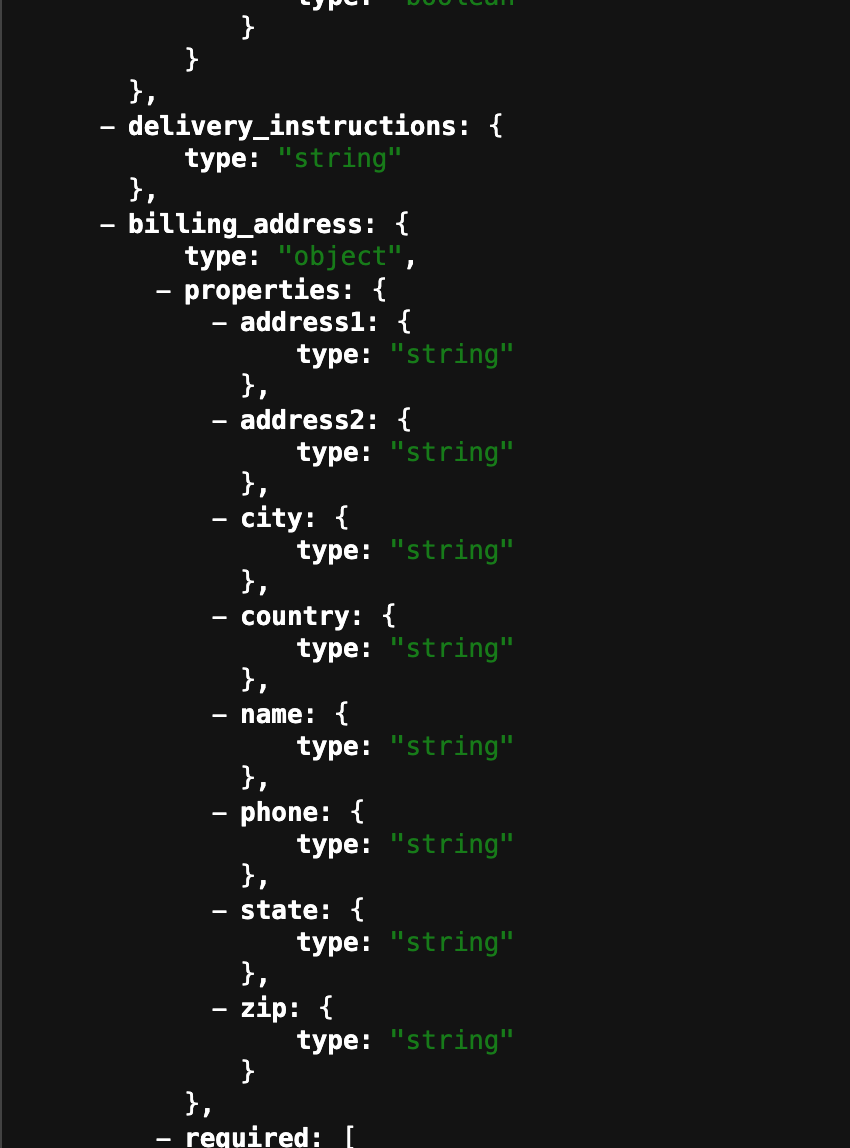 type: "boolean"
}
}
},
– delivery_instructions: {
type: "string"
},
– billing_address: {
type: "object",
– properties: {
– address1: {
type: "string"
},
– address2: {
type: "string"
},
– city: {
type: "string"
},
– country: {
type: "string"
},
– name: {
type: "string"
},
– phone: {
type: "string"
},
– state: {
type: "string"
},
– zip: {
type: "string"
}
},
– required: [